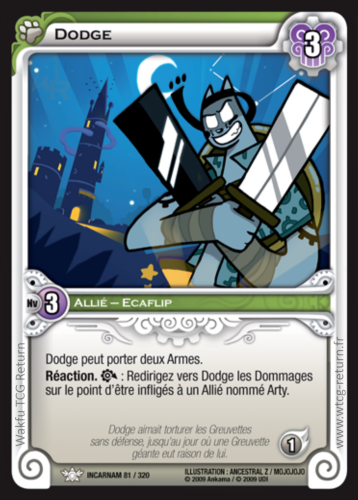 Dodge
3
Nv 3 Allié – Ecaflip
Dodge peut porter deux Armes.
Réaction. : Redirigez vers Dodge les Dommages
sur le point d'être infligés à un Allié nommé Arty.
Dodge aimait torturer les Greuvettes
sans défense, jusqu'au jour où une Greuvette
géante eut raison de lui.
1
INCARNAM 81 / 320
ILLUSTRATION : ANCESTRAL Z / MOJOJOJO
© 2009 Ankama / © 2009 UDI
Wakfu TCG Return
www.wtcg-return.fr